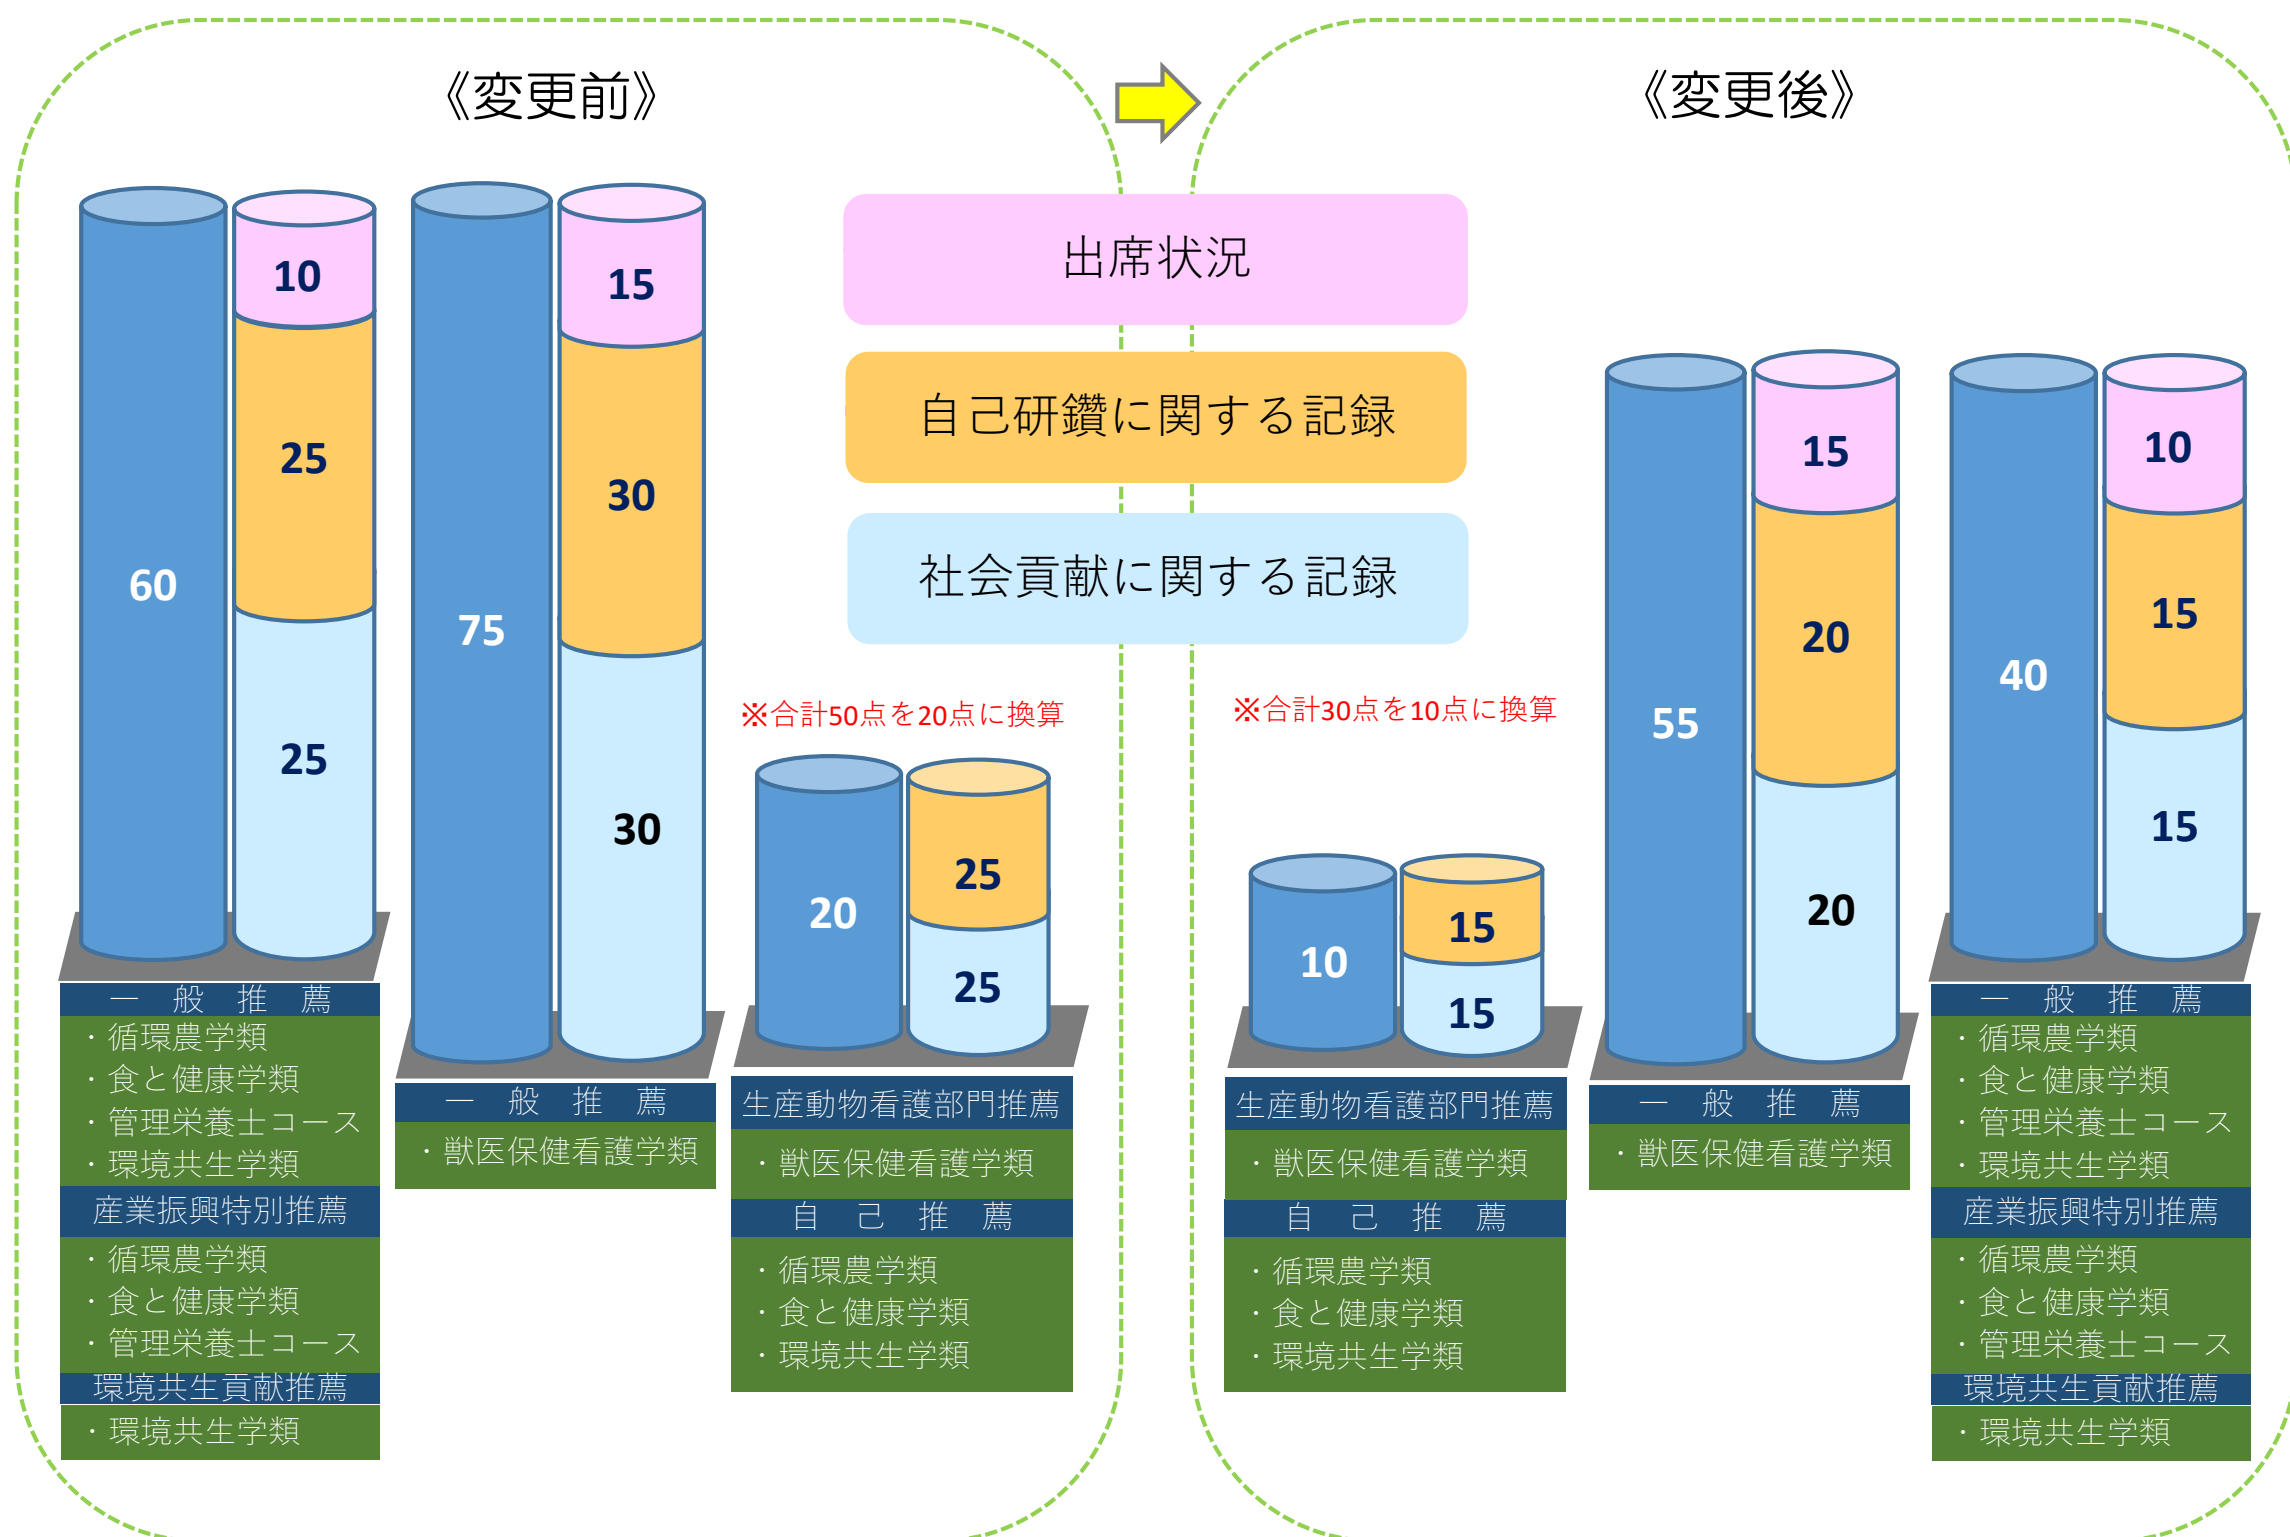 《変更前》
10
25
60
25
15
30
75
30
※合計50点を20点に換算
25
20
25
一般推薦
・循環農学類
・食と健康学類
・管理栄養士コース
・環境共生学類
産業振興特別推薦
・循環農学類
・食と健康学類
・管理栄養士コース
環境共生貢献推薦
・環境共生学類
一般推薦
・獣医保健看護学類
生産動物看護部門推薦
・獣医保健看護学類
自己推薦
・循環農学類
・食と健康学類
・環境共生学類
出席状況
自己研鑽に関する記録
社会貢献に関する記録
《変更後》
※合計30点を10点に換算
15
10
15
15
20
55
20
10
15
40
15
生産動物看護部門推薦
・獣医保健看護学類
自己推薦
・循環農学類
・食と健康学類
・環境共生学類
一般推薦
・獣医保健看護学類
一般推薦
・循環農学類
・食と健康学類
・管理栄養士コース
・環境共生学類
産業振興特別推薦
・循環農学類
・食と健康学類
・管理栄養士コース
環境共生貢献推薦
・環境共生学類